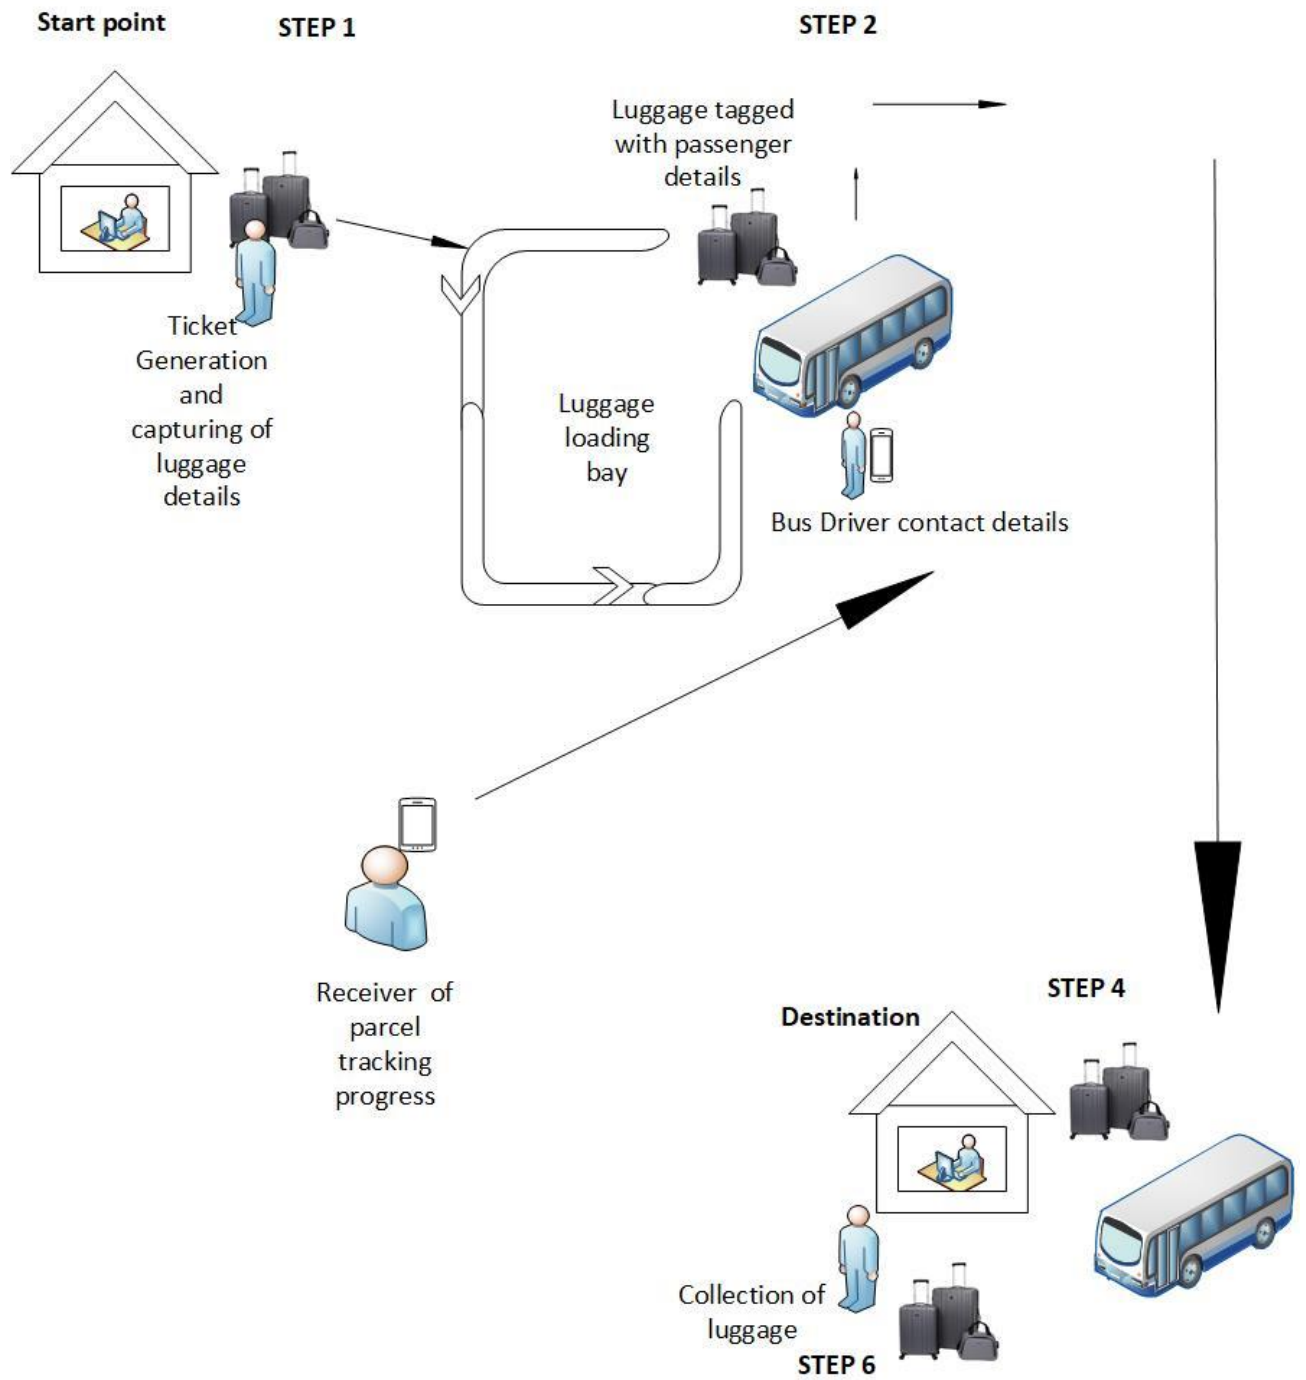 Start point
STEP 1
STEP 2
Luggage tagged
with passenger
details
Ticket
Generation
and
capturing of
luggage
details
Luggage
loading
bay
Bus Driver contact details
Receiver of
parcel
tracking
progress
STEP 4
Destination
Collection of
luggage
STEP 6